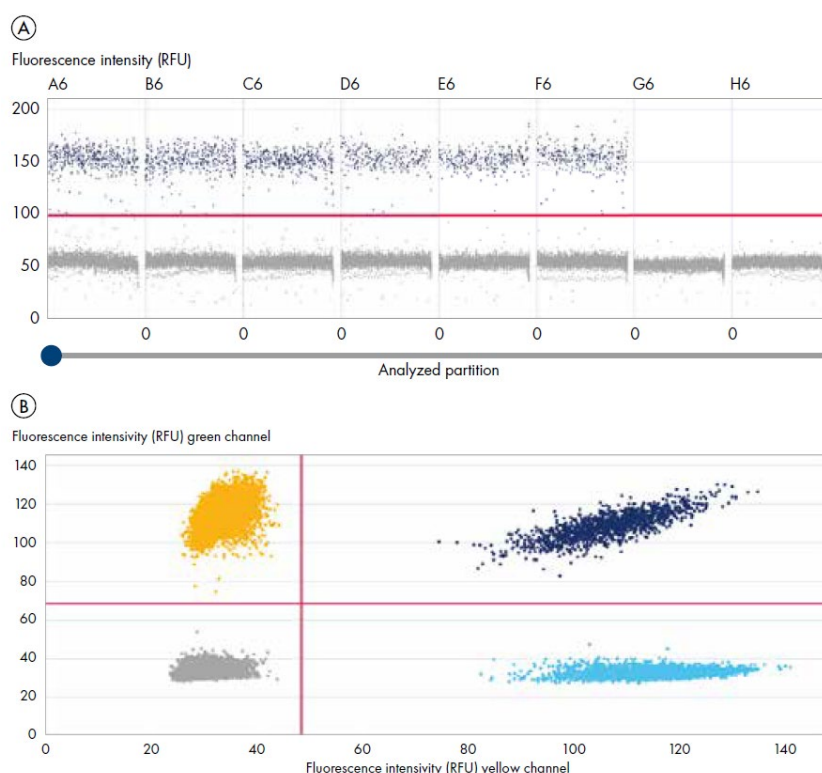 A
Fluorescence intensity (RFU)
A6 B6 C6 D6 E6 F6 G6 H6
200
150
100
50
0
0 0 0 0 0 0 0
Analyzed partition
B
Fluorescence intensivity (RFU) green channel
140
120
100
80
60
40
20
0
0 20 40 60 80 100 120 140
Fluorescence intensivity (RFU) yellow channel